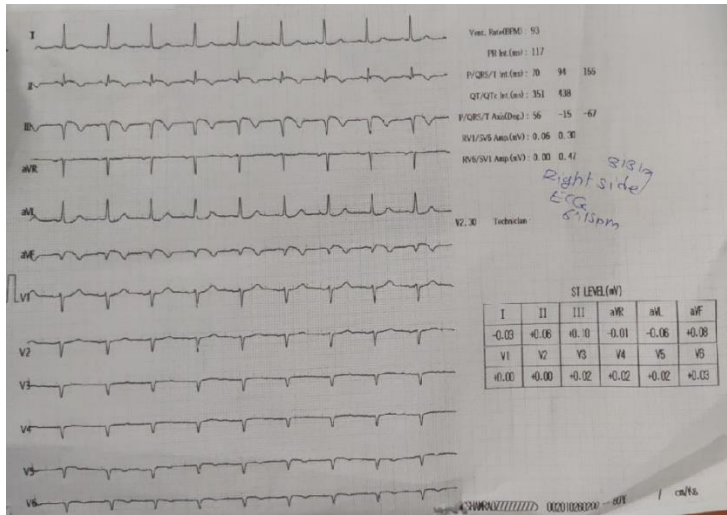 I
Vent. Rate(BPM) : 93
PR Int.(ms) : 117
II
P/QRS/T Int.(ms) : 70 94 166
QT/QTc Int.(ms) : 351 438
III
P/QRS/T Axis(Deg.) : 56 -15 -67
RV1/SV6 Amp.(mV) : 0.06 0.30
aVR
RV6/SV1 Amp.(mV) : 0.00 0.47
Right side
ECG
6:15pm
aVL
V2.30 Technician :
aVF
V1
ST LEVEL(mV)
I II III aVR aVL aVF
-0.03 +0.06 +0.10 -0.01 -0.06 +0.08
V1 V2 V3 V4 V5 V6
+0.00 +0.00 +0.02 +0.02 +0.02 +0.03
V2
V3
V4
V5
V6